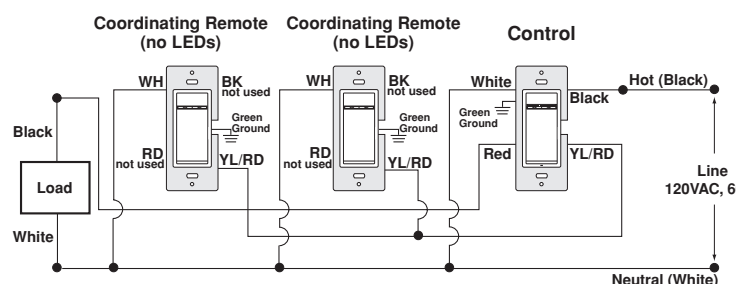 Coordinating Remote
(no LEDs)
Coordinating Remote
(no LEDs)
Control
WH
BK
not used
WH
BK
not used
White
Hot (Black)
Black
Green
Ground
Green
Ground
Green
Ground
Black
RD
not used
YL/RD
RD
not used
YL/RD
Red
YL/RD
Load
Line
120VAC, 6
White
Neutral (White)